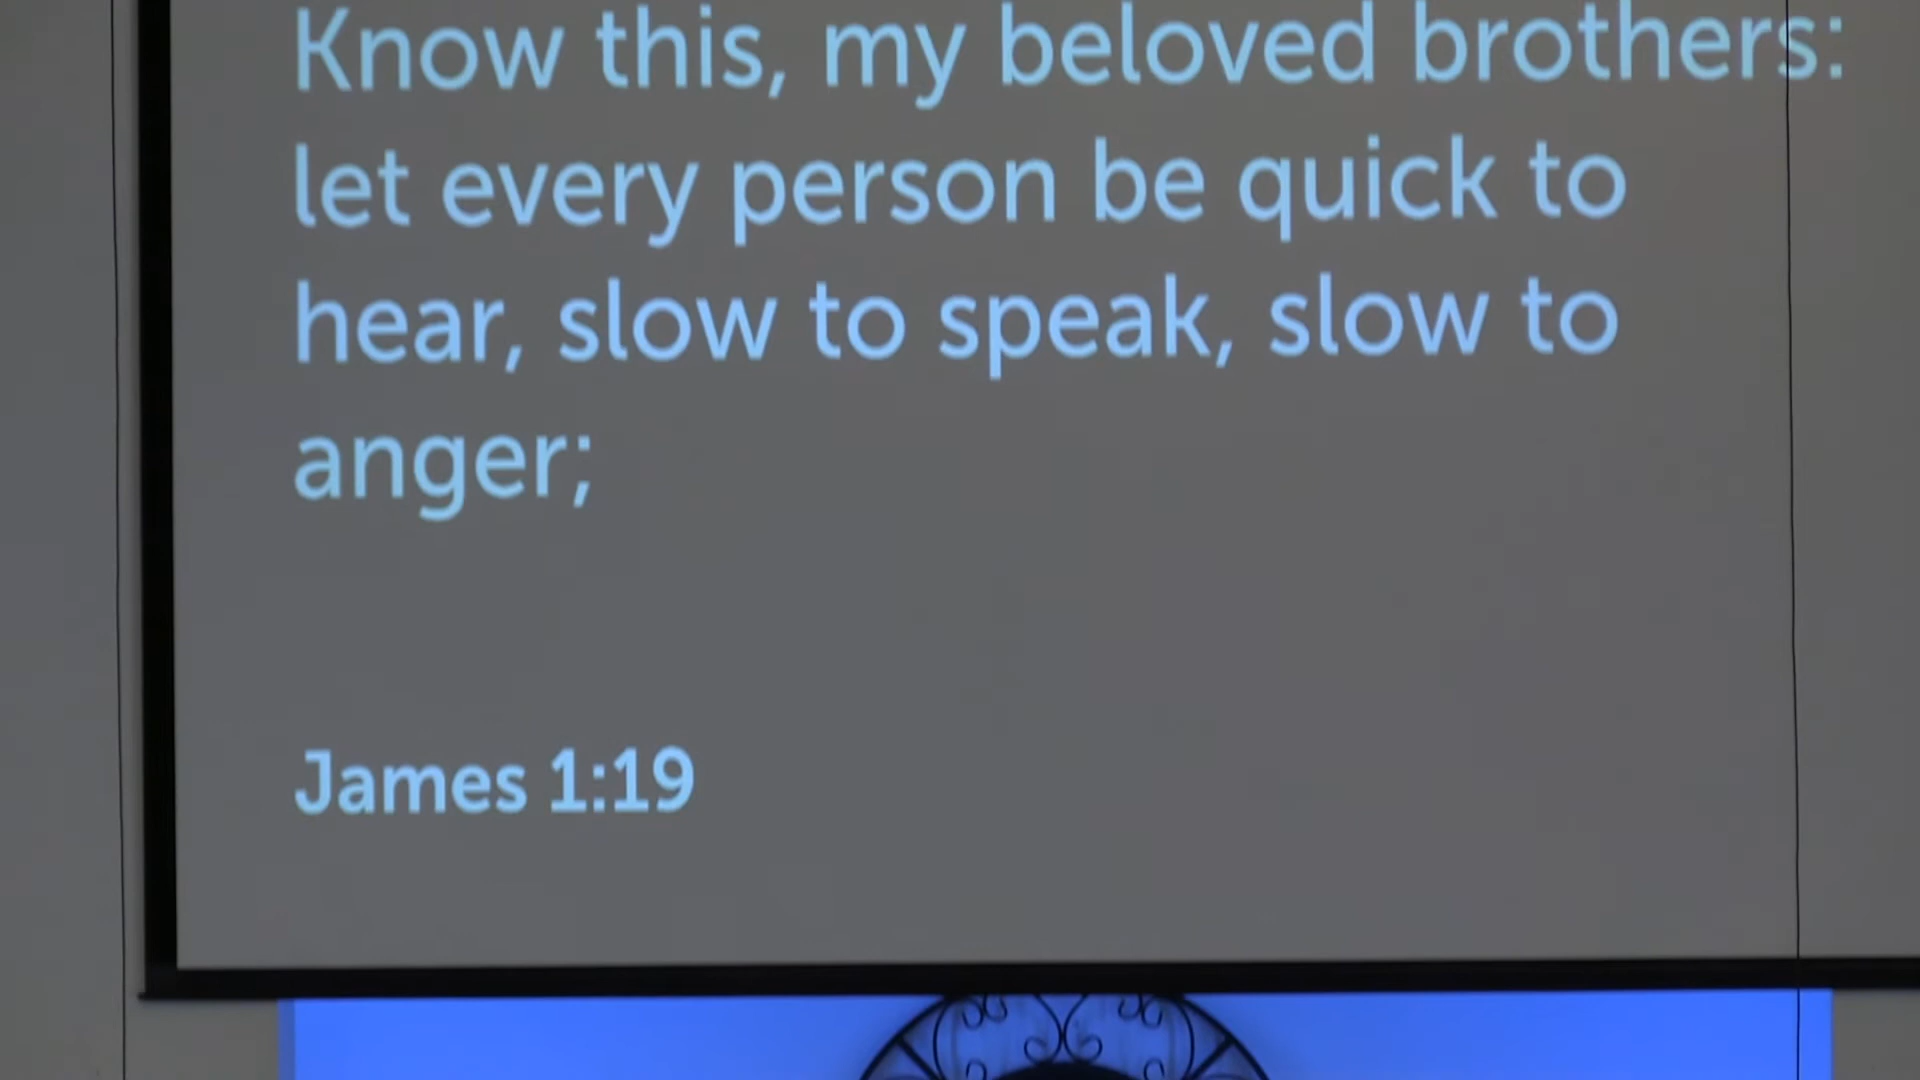 Know this, my beloved brothers:
let every person be quick to
hear, slow to speak, slow to
anger;
James 1:19